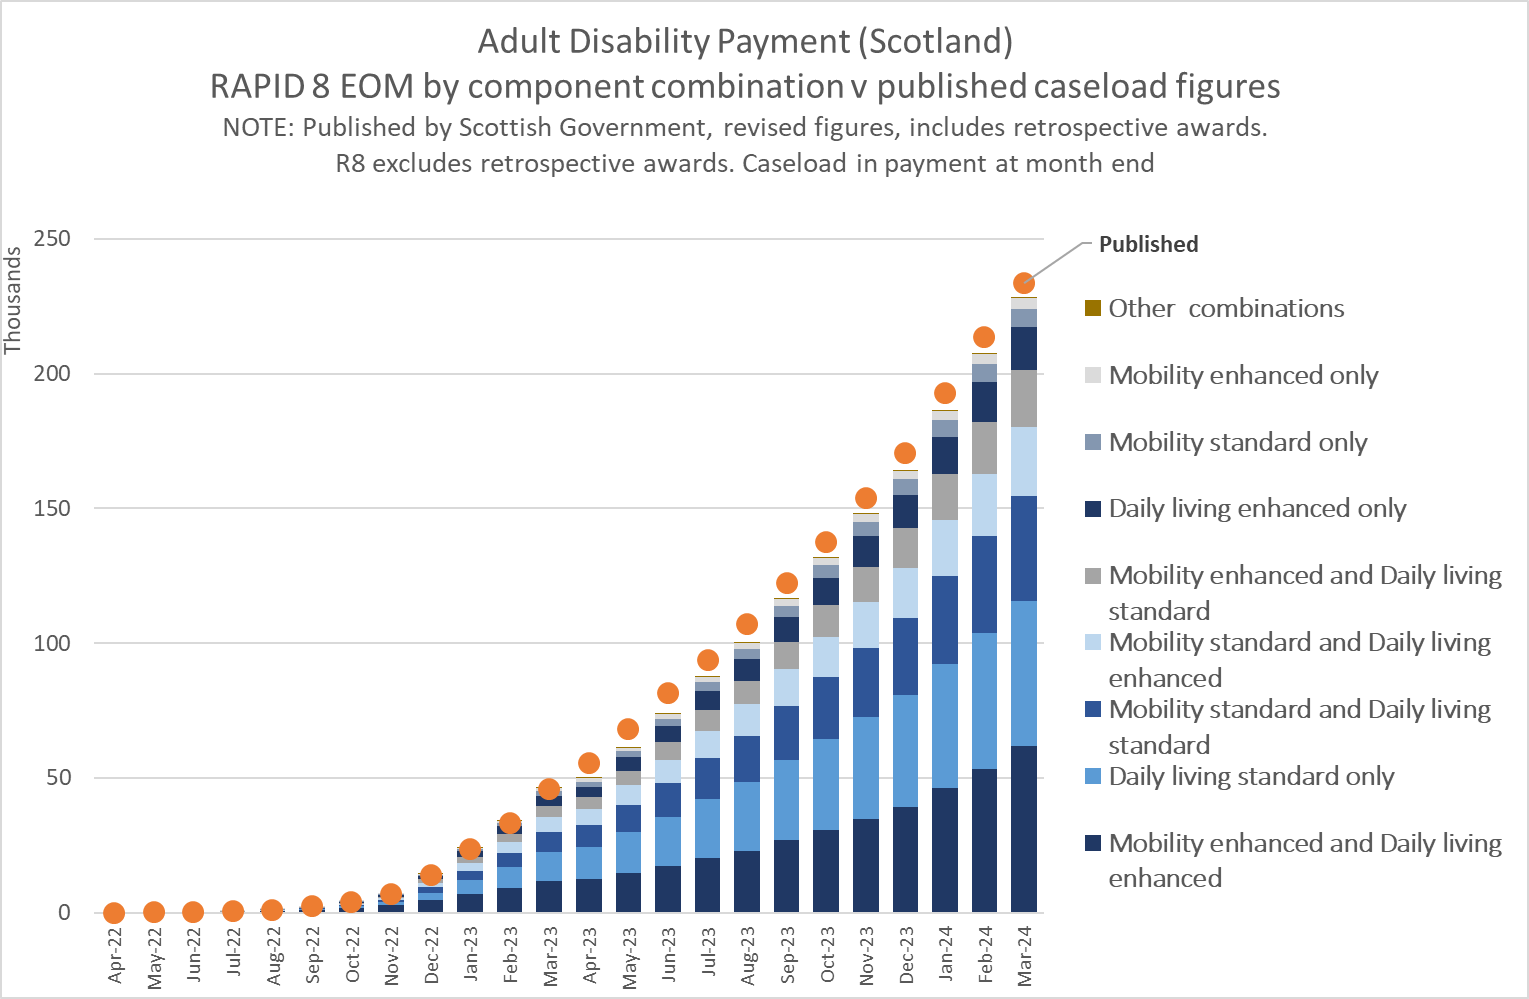 Adult Disability Payment (Scotland)
RAPID 8 EOM by component combination v published caseload figures
NOTE: Published by Scottish Government, revised figures, includes retrospective awards.
R8 excludes retrospective awards. Caseload in payment at month end
Thousands
250
200
150
100
50
0
Published
Other combinations
Mobility enhanced only
Mobility standard only
Daily living enhanced only
Mobility enhanced and Daily living
standard
Mobility standard and Daily living
enhanced
Mobility standard and Daily living
standard
Daily living standard only
Mobility enhanced and Daily living
enhanced
Apr-22
May-22
Jun-22
Jul-22
Aug-22
Sep-22
Oct-22
Nov-22
Dec-22
Jan-23
Feb-23
Mar-23
Apr-23
May-23
Jun-23
Jul-23
Aug-23
Sep-23
Oct-23
Nov-23
Dec-23
Jan-24
Feb-24
Mar-24